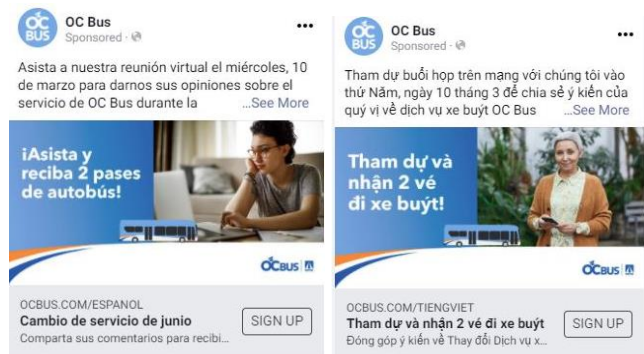 OC
BUS
OC Bus
Sponsored ·
Asista a nuestra reunión virtual el miércoles, 10
de marzo para darnos sus opiniones sobre el
servicio de OC Bus durante la ...See More
¡Asista y
reciba 2 pases
de autobús!
OCBUS
OCBUS.COM/ESPANOL
Cambio de servicio de junio
Comparta sus comentarios para recibi...
SIGN UP
OC
BUS
OC Bus
Sponsored ·
Tham dự buổi họp trên mạng với chúng tôi vào
thứ Năm, ngày 10 tháng 3 để chia sẻ ý kiến của
quý vị về dịch vụ xe buýt OC Bus ...See More
Tham dự và
nhận 2 vé
đi xe buýt!
OCBUS
OCBUS.COM/TIENGVIET
Tham dự và nhận 2 vé đi xe buýt
Đóng góp ý kiến về Thay đổi Dịch vụ x...
SIGN UP